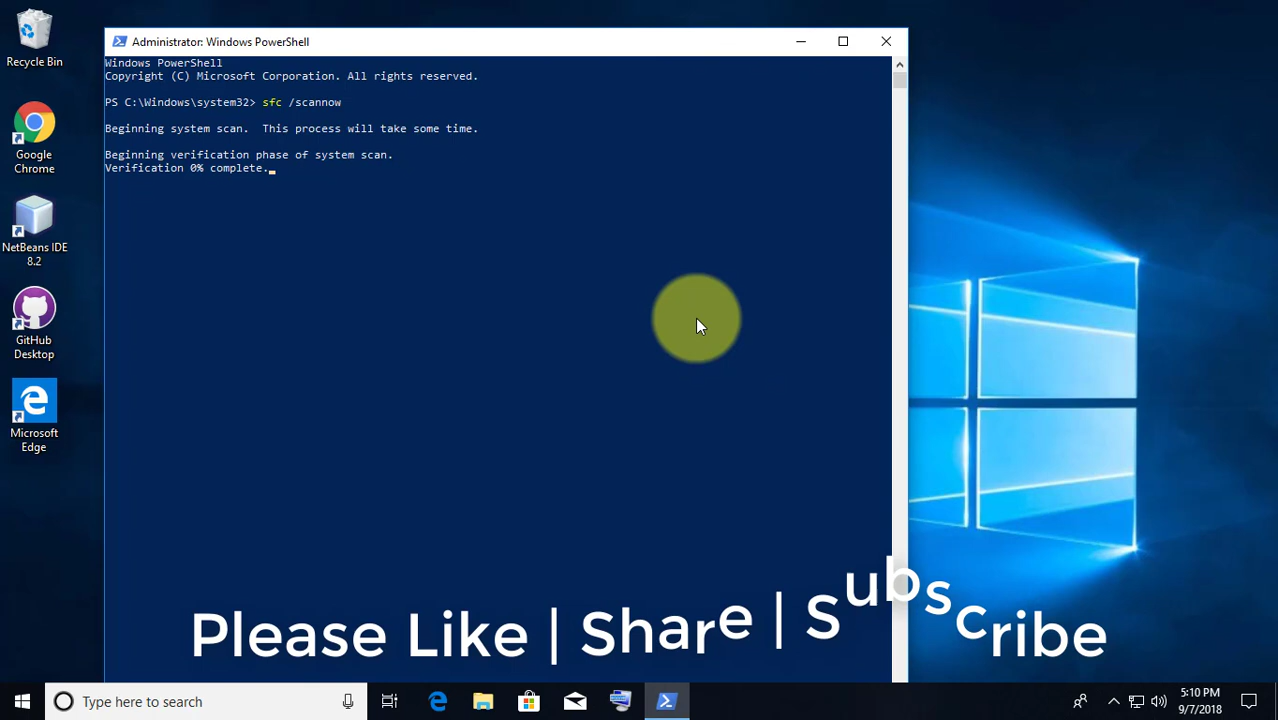 Recycle Bin
Google
Chrome
NetBeans IDE
8.2
GitHub
Desktop
Microsoft
Edge
Administrator: Windows PowerShell
Windows PowerShell
Copyright (C) Microsoft Corporation. All rights reserved.
PS C:\Windows\system32> sfc /scannow
Beginning system scan.  This process will take some time.
Beginning verification phase of system scan.
Verification 0% complete.
Please Like | Share | Subscribe
Type here to search
5:10 PM
9/7/2018